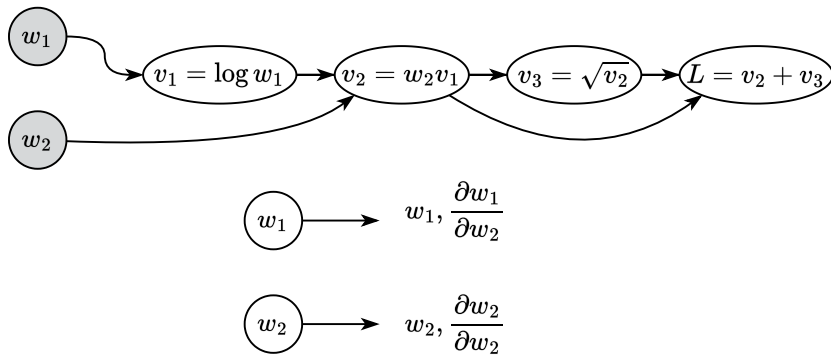 w₁
v₁ = log w₁
v₂ = w₂v₁
v₃ = √v₂
L = v₂ + v₃
w₂
w₁
w₁, ∂w₁/∂w₂
w₂
w₂, ∂w₂/∂w₂